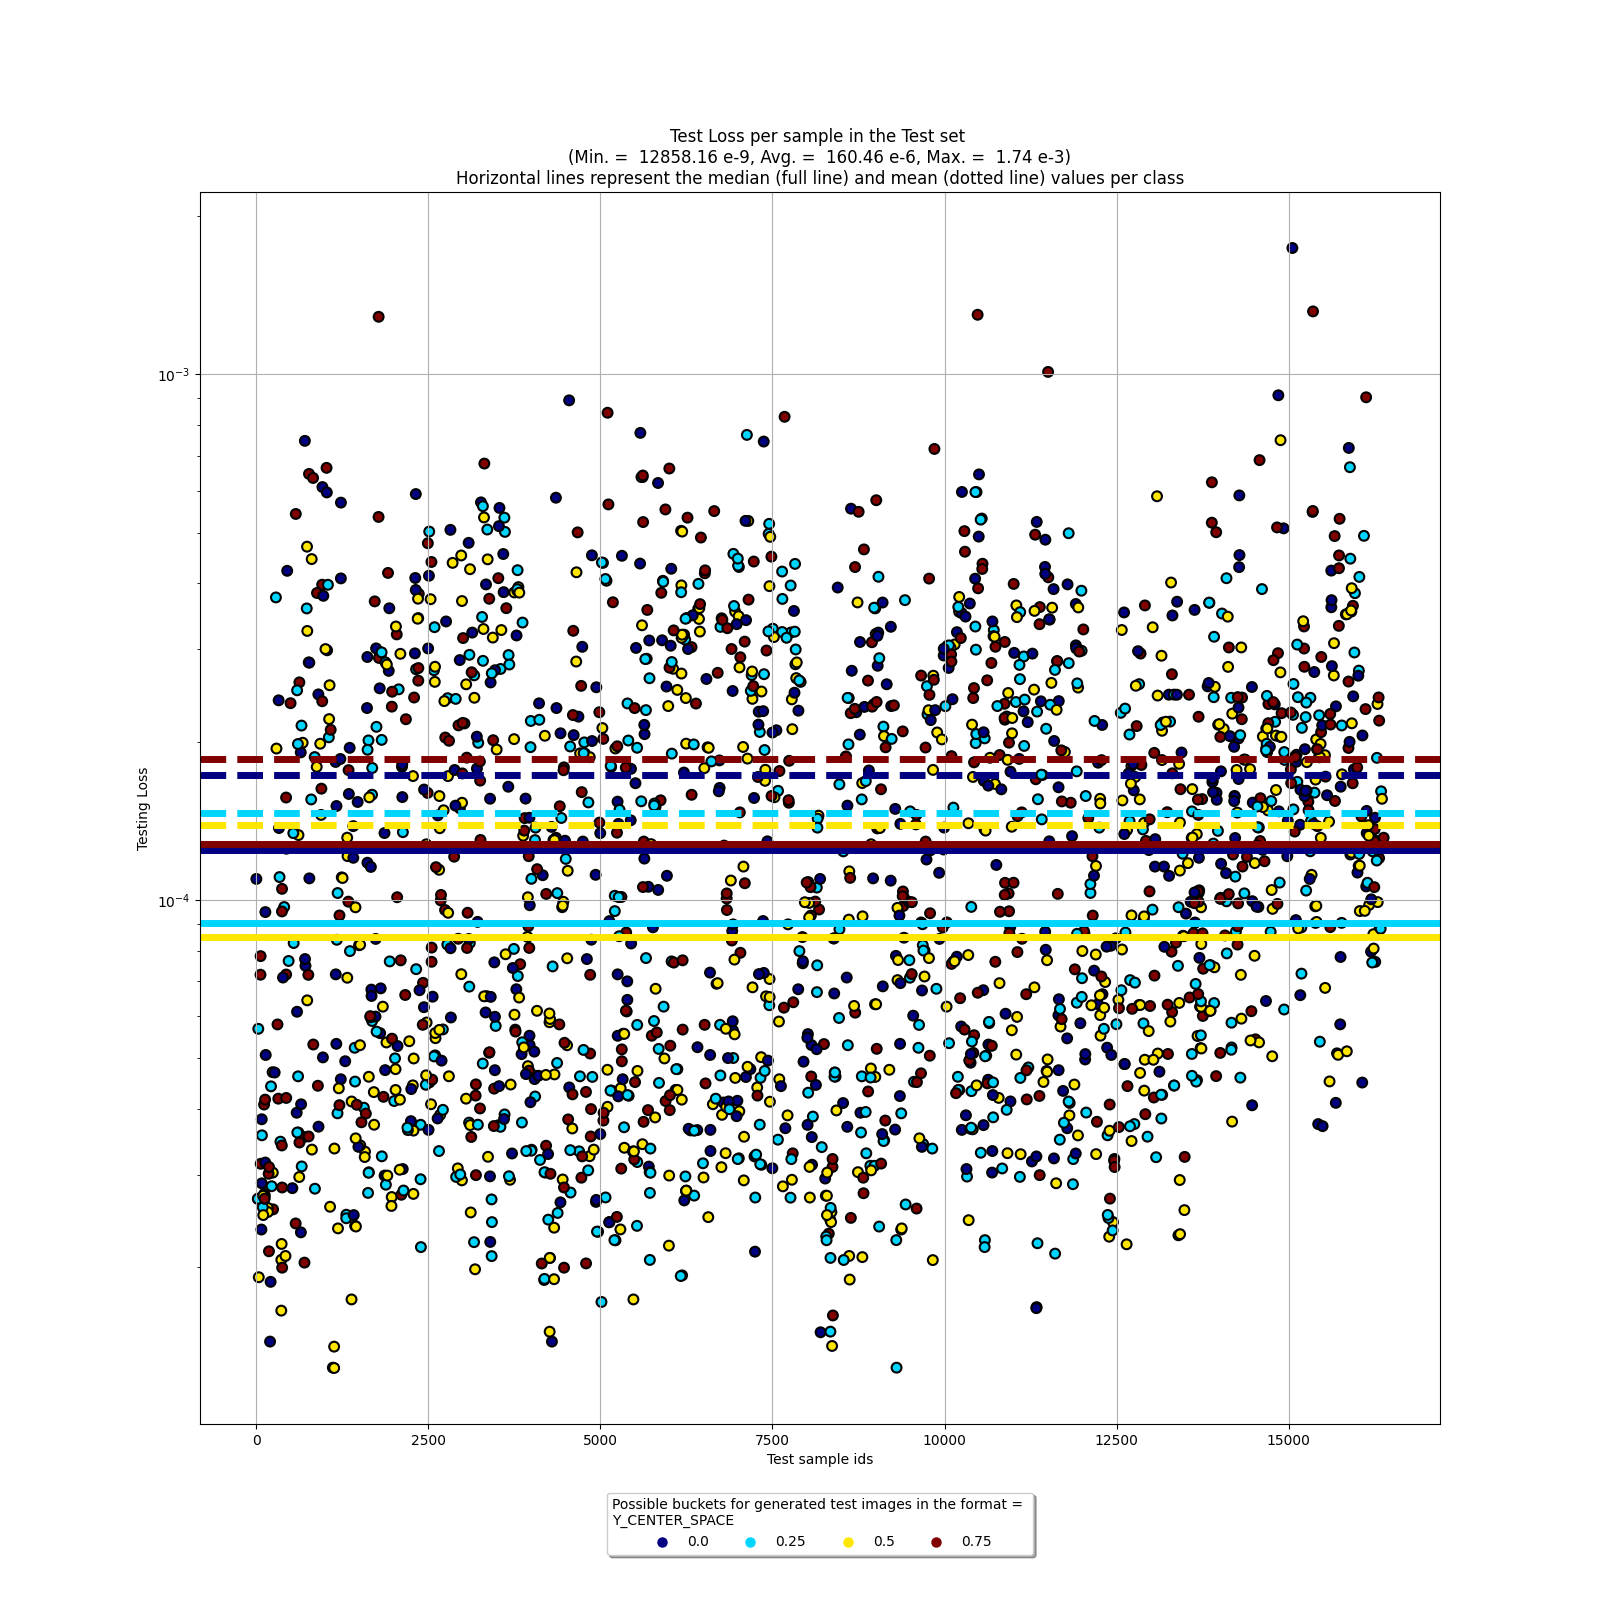 Test Loss per sample in the Test set
(Min. =  12858.16 e-9, Avg. =  160.46 e-6, Max. =  1.74 e-3)
Horizontal lines represent the median (full line) and mean (dotted line) values per class
10⁻³
10⁻⁴
Testing Loss
0 2500 5000 7500 10000 12500 15000
Test sample ids
Possible buckets for generated test images in the format =
Y_CENTER_SPACE
0.0 0.25 0.5 0.75